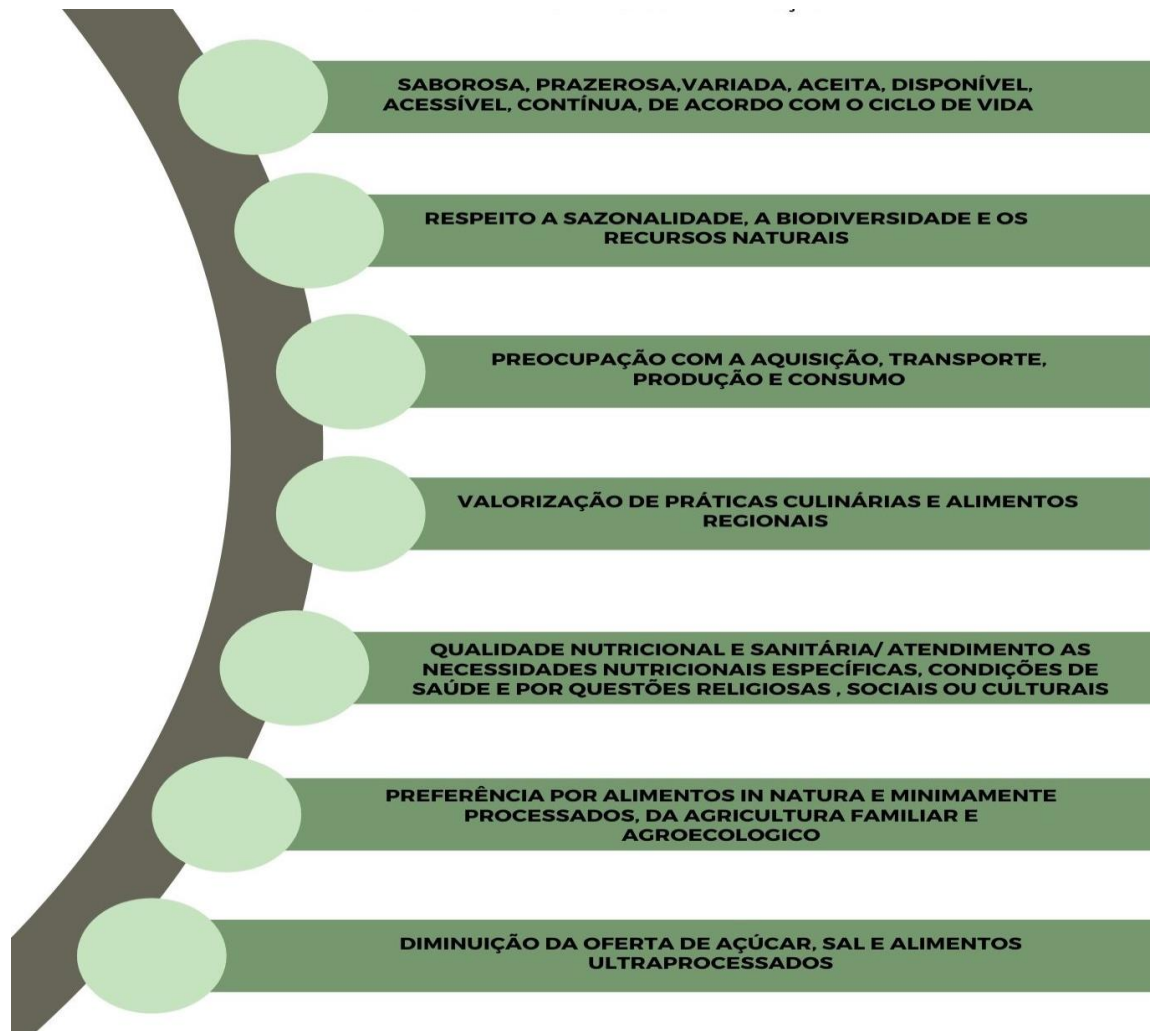 SABOROSA, PRAZEROSA,VARIADA, ACEITA, DISPONÍVEL,
ACESSÍVEL, CONTÍNUA, DE ACORDO COM O CICLO DE VIDA
RESPEITO A SAZONALIDADE, A BIODIVERSIDADE E OS
RECURSOS NATURAIS
PREOCUPAÇÃO COM A AQUISIÇÃO, TRANSPORTE,
PRODUÇÃO E CONSUMO
VALORIZAÇÃO DE PRÁTICAS CULINÁRIAS E ALIMENTOS
REGIONAIS
QUALIDADE NUTRICIONAL E SANITÁRIA/ ATENDIMENTO AS
NECESSIDADES NUTRICIONAIS ESPECÍFICAS, CONDIÇÕES DE
SAÚDE E POR QUESTÕES RELIGIOSAS , SOCIAIS OU CULTURAIS
PREFERÊNCIA POR ALIMENTOS IN NATURA E MINIMAMENTE
PROCESSADOS, DA AGRICULTURA FAMILIAR E
AGROECOLOGICO
DIMINUIÇÃO DA OFERTA DE AÇÚCAR, SAL E ALIMENTOS
ULTRAPROCESSADOS